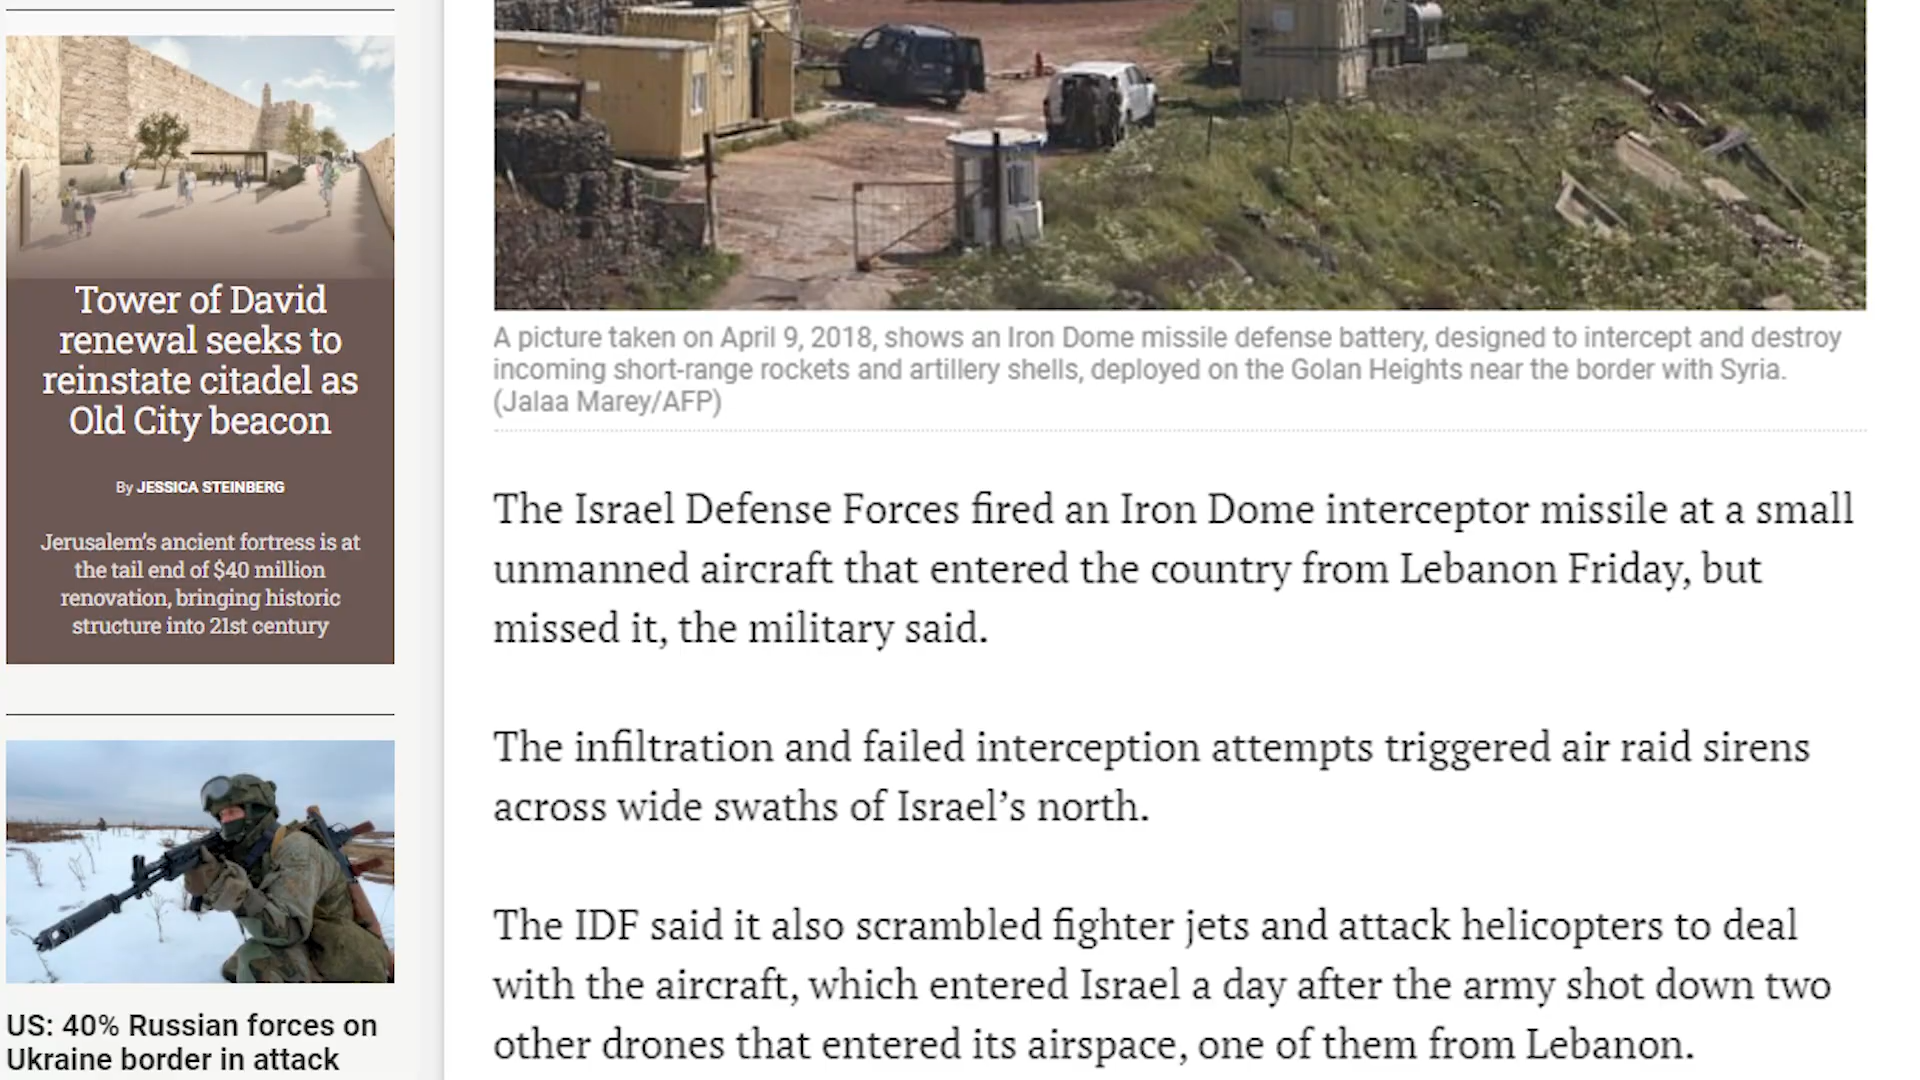 Tower of David
renewal seeks to
reinstate citadel as
Old City beacon
By JESSICA STEINBERG
Jerusalem’s ancient fortress is at
the tail end of $40 million
renovation, bringing historic
structure into 21st century
US: 40% Russian forces on
Ukraine border in attack
A picture taken on April 9, 2018, shows an Iron Dome missile defense battery, designed to intercept and destroy
incoming short-range rockets and artillery shells, deployed on the Golan Heights near the border with Syria.
(Jalaa Marey/AFP)
The Israel Defense Forces fired an Iron Dome interceptor missile at a small
unmanned aircraft that entered the country from Lebanon Friday, but
missed it, the military said.
The infiltration and failed interception attempts triggered air raid sirens
across wide swaths of Israel’s north.
The IDF said it also scrambled fighter jets and attack helicopters to deal
with the aircraft, which entered Israel a day after the army shot down two
other drones that entered its airspace, one of them from Lebanon.